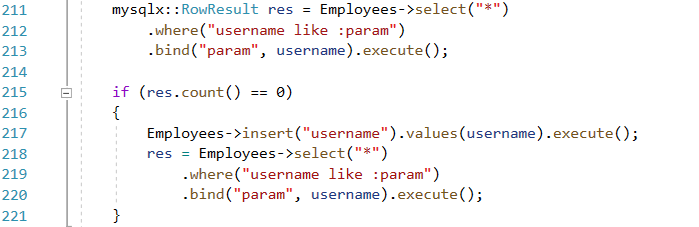 211 mysqlx::RowResult res = Employees->select("*")
212 .where("username like :param")
213 .bind("param", username).execute();
214
215 if (res.count() == 0)
216 {
217 Employees->insert("username").values(username).execute();
218 res = Employees->select("*")
219 .where("username like :param")
220 .bind("param", username).execute();
221 }